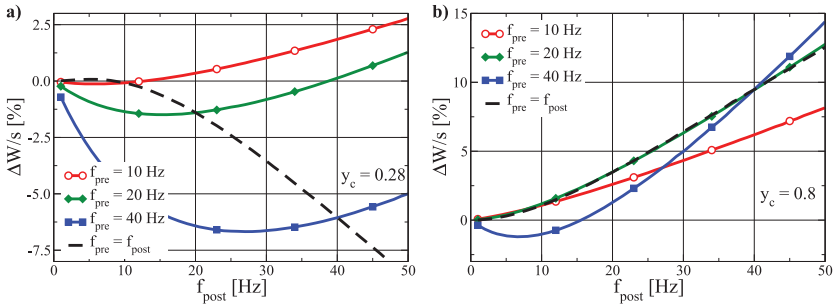 a)
ΔW/s [%]
2.5
0.0
-2.5
-5.0
-7.5
f_pre = 10 Hz
f_pre = 20 Hz
f_pre = 40 Hz
f_pre = f_post
y_c = 0.28
0 10 20 30 40 50
f_post [Hz]
b)
ΔW/s [%]
15
10
5
0
-5
f_pre = 10 Hz
f_pre = 20 Hz
f_pre = 40 Hz
f_pre = f_post
y_c = 0.8
0 10 20 30 40 50
f_post [Hz]